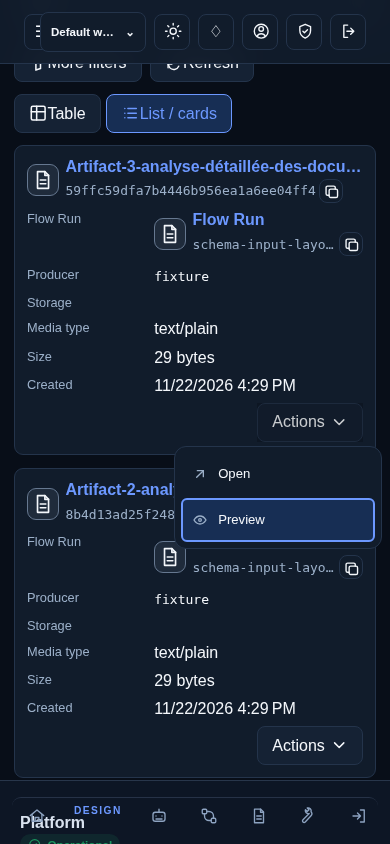 Default w…
More filters
Refresh
Table
List / cards
Artifact-3-analyse-détaillée-des-docu…
59ffc59dfa7b4446b956ea1a6ee04ff4
Flow Run
Flow Run
schema-input-layo…
Producer
fixture
Storage
Media type
text/plain
Size
29 bytes
Created
11/22/2026 4:29 PM
Actions
Open
Preview
Artifact-2-anal
8b4d13ad25f248
Flow Run
schema-input-layo…
Producer
fixture
Storage
Media type
text/plain
Size
29 bytes
Created
11/22/2026 4:29 PM
Actions
DESIGN
Platform
Operational